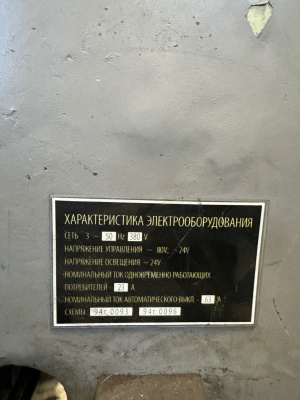 ХАРАКТЕРИСТИКА ЭЛЕКТРООБОРУДОВАНИЯ
СЕТЬ 3 ~ 50 Hz 380 V
НАПРЯЖЕНИЕ УПРАВЛЕНИЯ ~ 110V; - 24V
НАПРЯЖЕНИЕ ОСВЕЩЕНИЯ ~ 24V
НОМИНАЛЬНЫЙ ТОК ОДНОВРЕМЕННО РАБОТАЮЩИХ
ПОТРЕБИТЕЛЕЙ - 23 А
НОМИНАЛЬНЫЙ ТОК АВТОМАТИЧЕСКОГО ВЫКЛ. - 63 А
СХЕМЫ 94г.0093 94г.0096